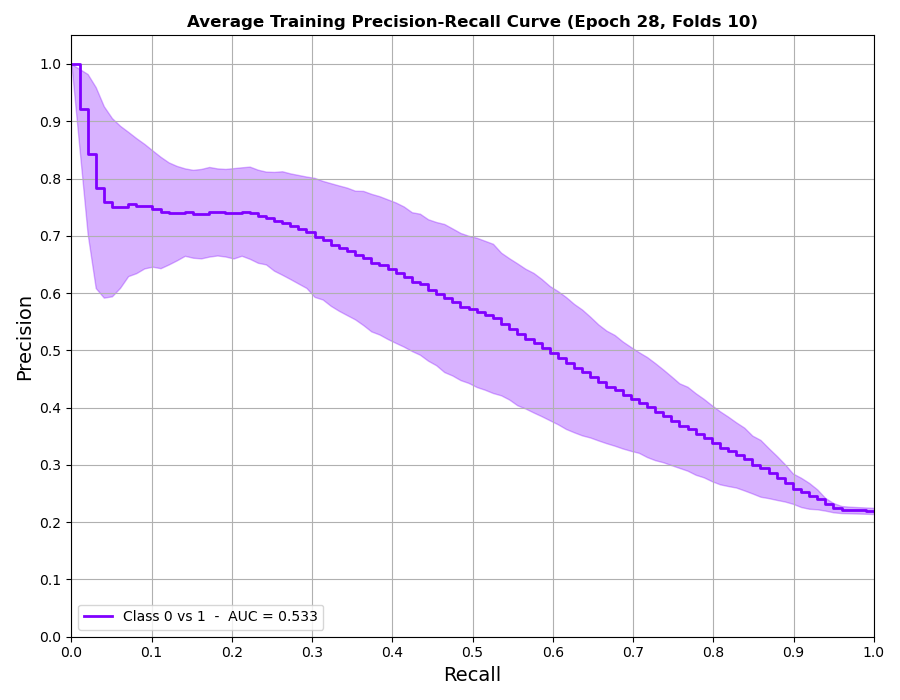 Average Training Precision-Recall Curve (Epoch 28, Folds 10)
Precision
1.0
0.9
0.8
0.7
0.6
0.5
0.4
0.3
0.2
0.1
0.0
Class 0 vs 1  -  AUC = 0.533
0.0 0.1 0.2 0.3 0.4 0.5 0.6 0.7 0.8 0.9 1.0
Recall